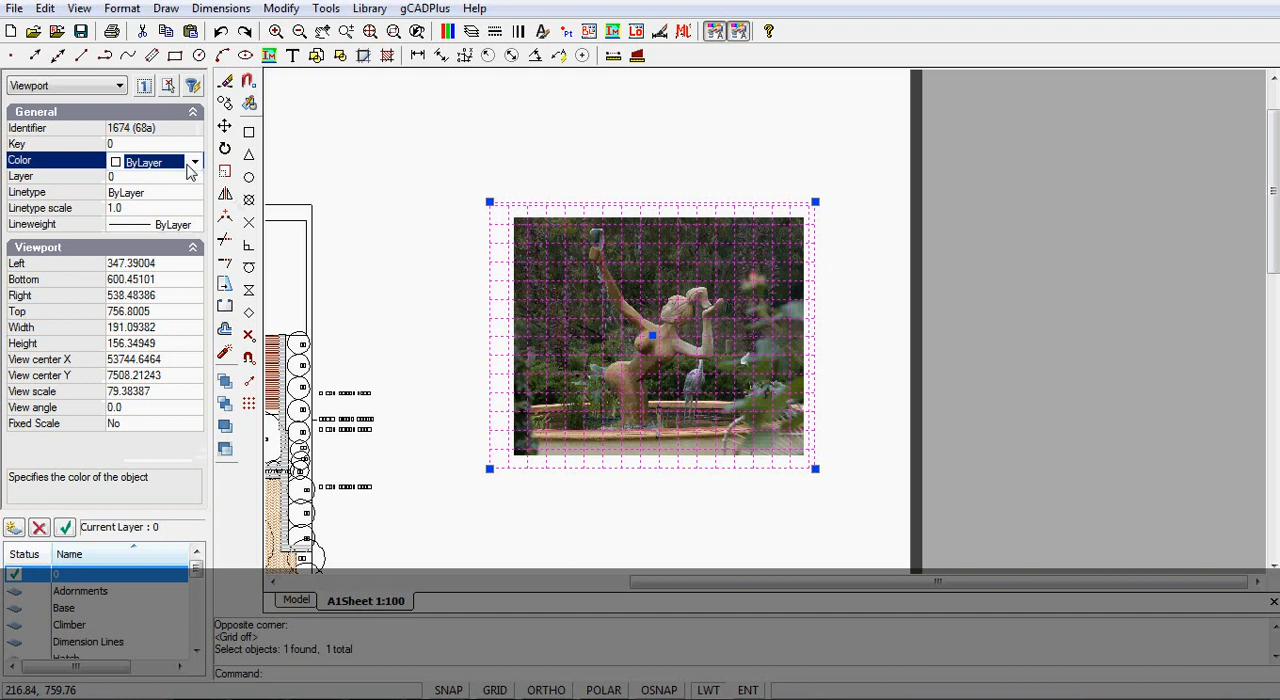 File Edit View Format Draw Dimensions Modify Tools Library gCADPlus Help
Viewport
General
Identifier 1674 (68a)
Key 0
Color ByLayer
Layer 0
Linetype ByLayer
Linetype scale 1.0
Lineweight ByLayer
Viewport
Left 347.39004
Bottom 600.45101
Right 538.48386
Top 756.8005
Width 191.09382
Height 156.34949
View center X 53744.6464
View center Y 7508.21243
View scale 79.38387
View angle 0.0
Fixed Scale No
Specifies the color of the object
Current Layer : 0
Status Name
0
Adornments
Base
Climber
Dimension Lines
Hatch
Model A1Sheet 1:100
Opposite corner:
<Grid off>
Select objects: 1 found, 1 total
Command:
216.84, 759.76
SNAP GRID ORTHO POLAR OSNAP LWT ENT